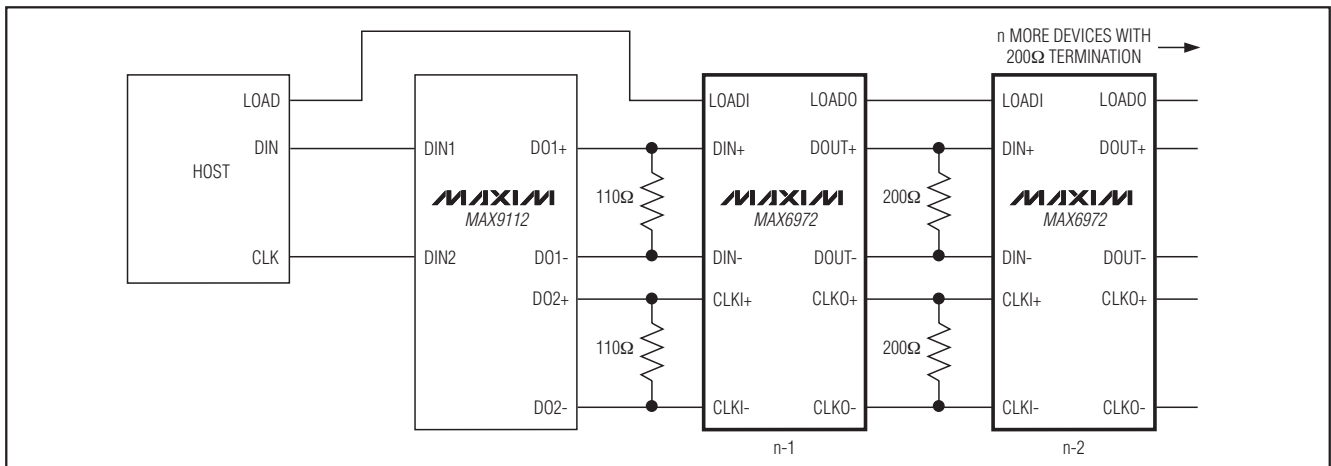 n MORE DEVICES WITH
200Ω TERMINATION
HOST
LOAD
DIN
CLK
DIN1
DIN2
MAXIM
MAX9112
DO1+
DO1-
DO2+
DO2-
110Ω
110Ω
LOADI
DIN+
DIN-
CLKI+
CLKI-
MAXIM
MAX6972
LOADO
DOUT+
DOUT-
CLKO+
CLKO-
n-1
200Ω
200Ω
LOADI
DIN+
DIN-
CLKI+
CLKI-
MAXIM
MAX6972
LOADO
DOUT+
DOUT-
CLKO+
CLKO-
n-2